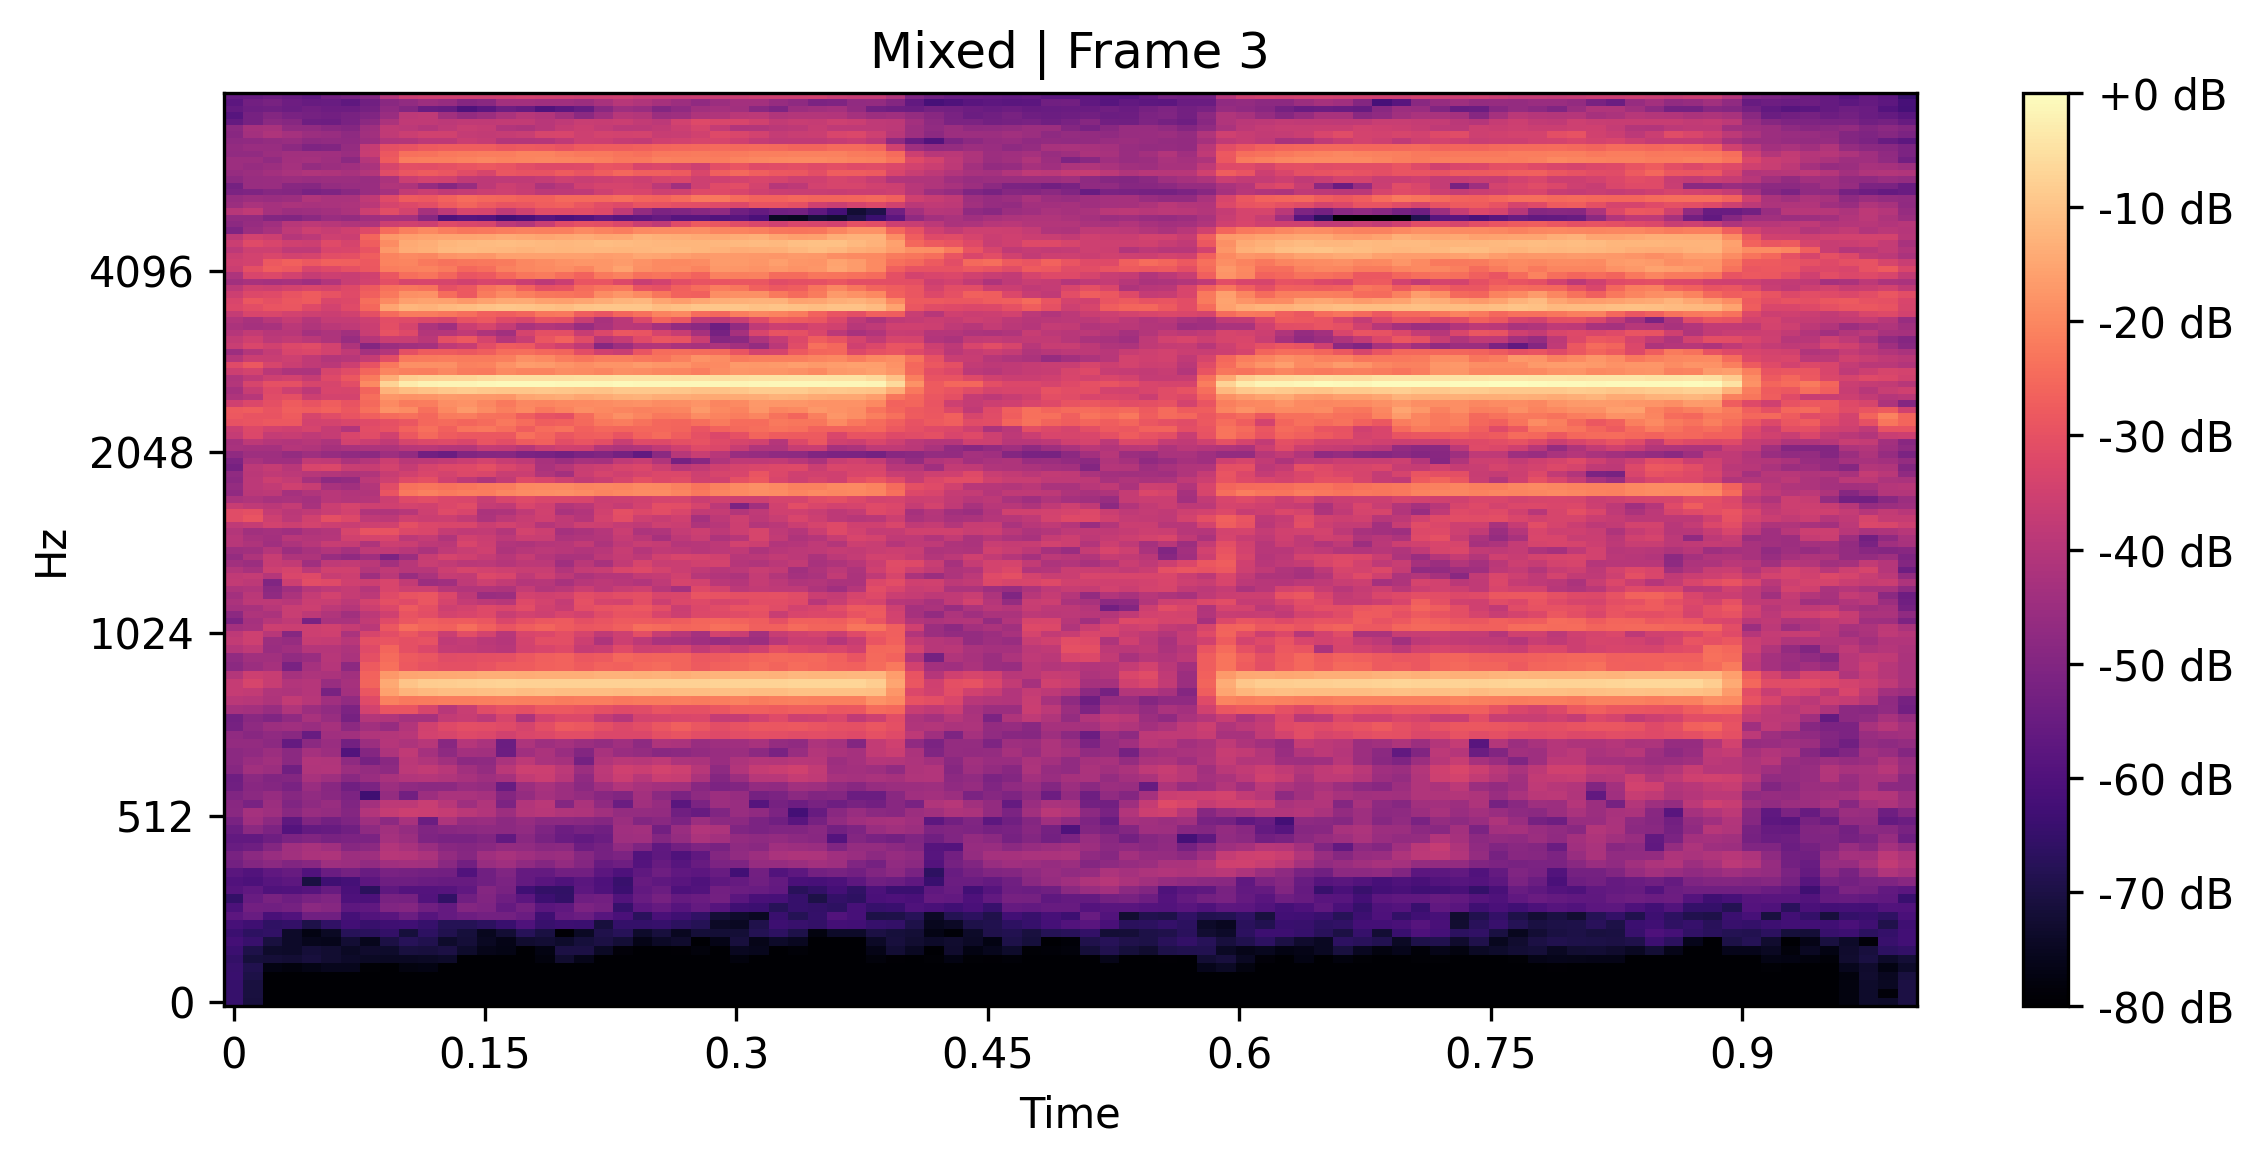 Mixed | Frame 3
Hz
4096
2048
1024
512
0
0 0.15 0.3 0.45 0.6 0.75 0.9
Time
+0 dB
-10 dB
-20 dB
-30 dB
-40 dB
-50 dB
-60 dB
-70 dB
-80 dB